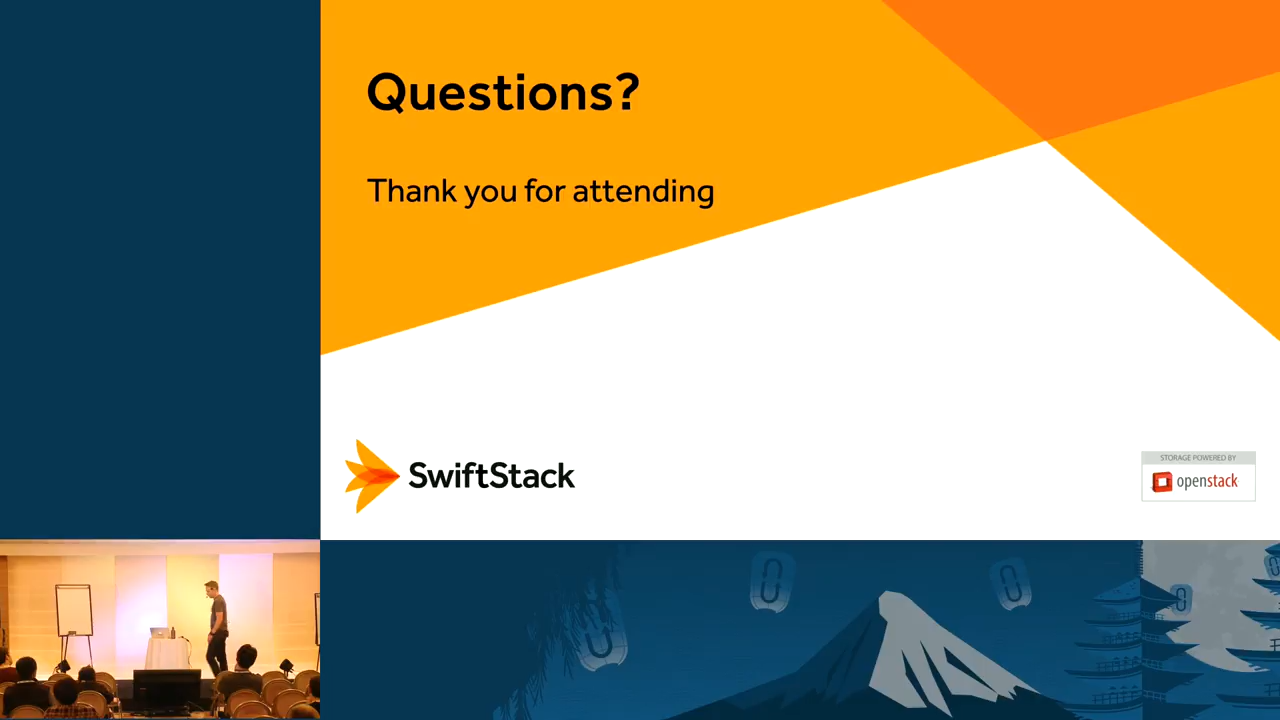 Questions?
Thank you for attending
SwiftStack
STORAGE POWERED BY
openstack